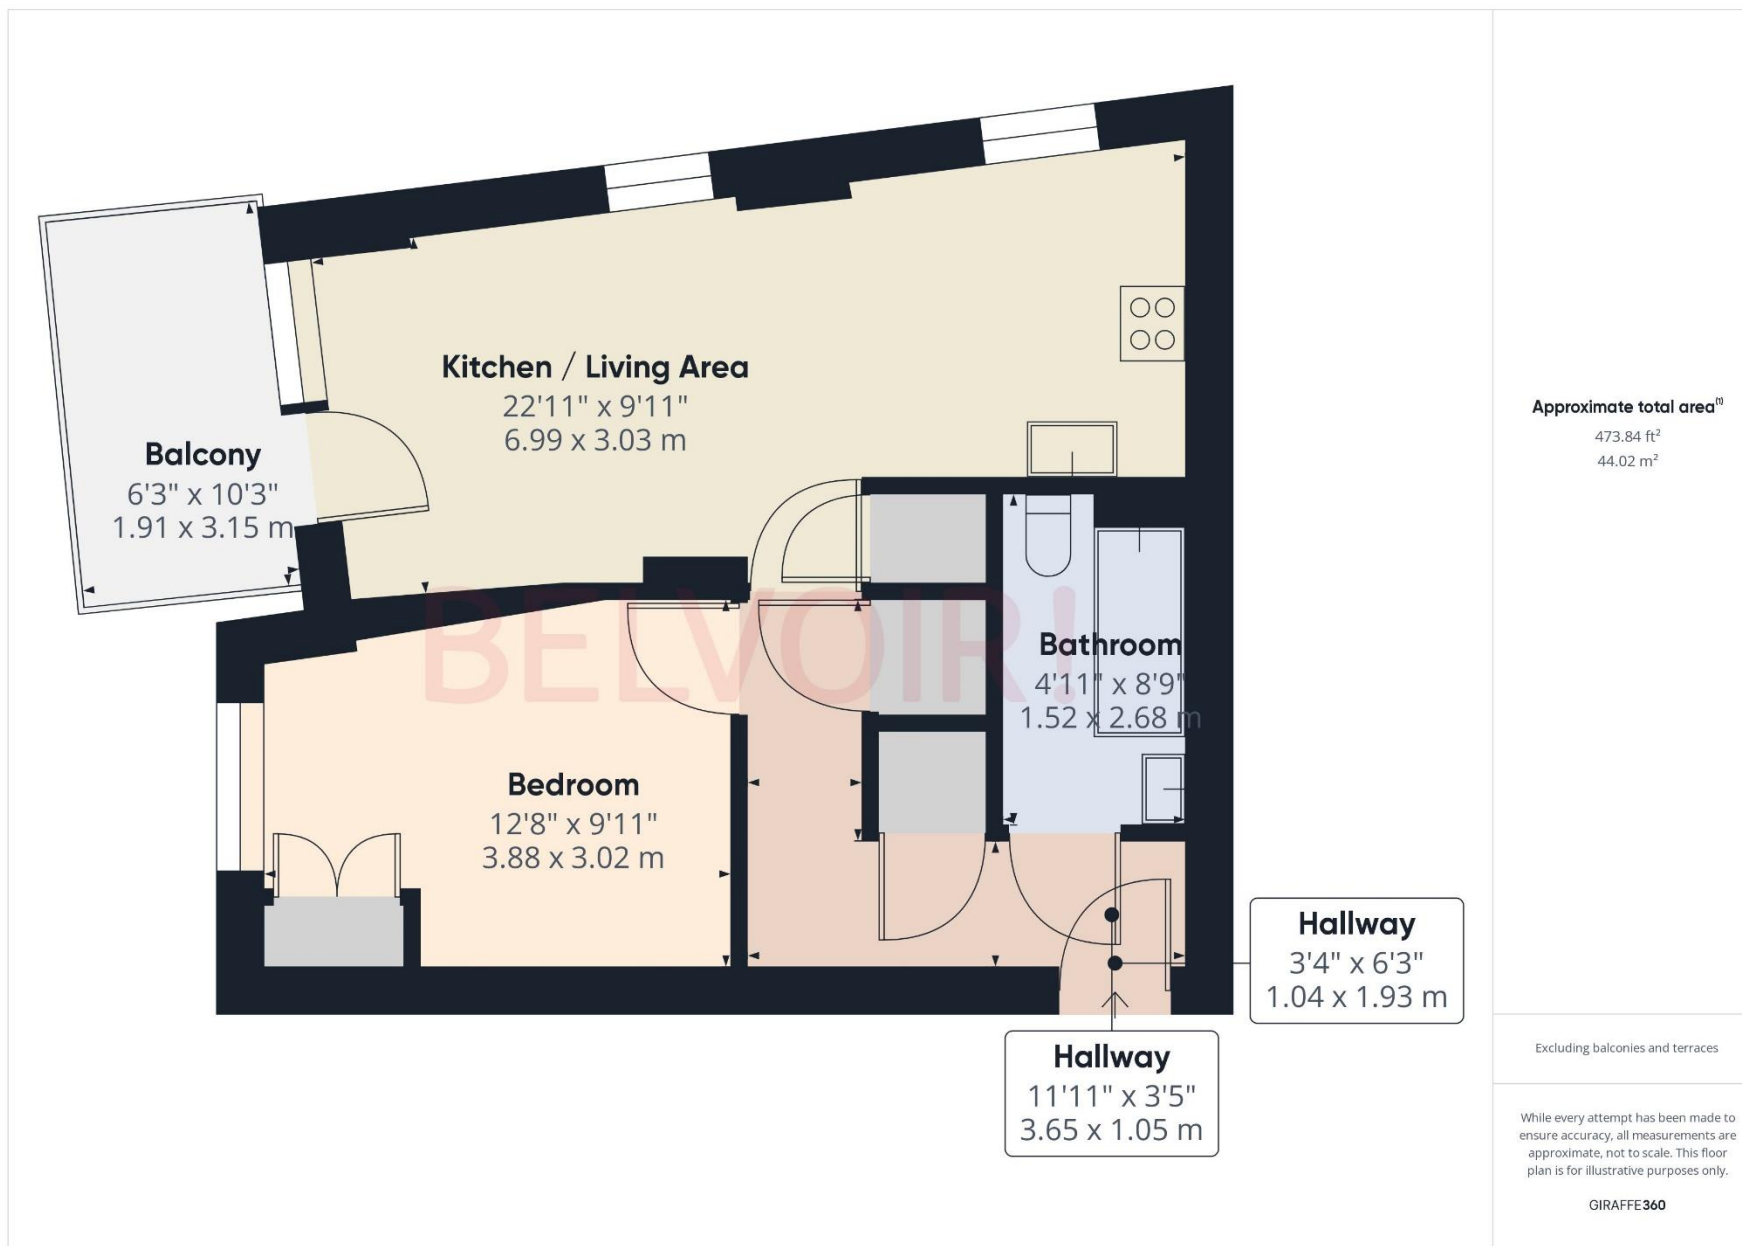 Kitchen / Living Area
22'11" x 9'11"
6.99 x 3.03 m
Balcony
6'3" x 10'3"
1.91 x 3.15 m
BELVOIR!
Bathroom
4'11" x 8'9"
1.52 x 2.68 m
Bedroom
12'8" x 9'11"
3.88 x 3.02 m
Hallway
3'4" x 6'3"
1.04 x 1.93 m
Hallway
11'11" x 3'5"
3.65 x 1.05 m
Approximate total area(1)
473.84 ft²
44.02 m²
Excluding balconies and terraces
While every attempt has been made to
ensure accuracy, all measurements are
approximate, not to scale. This floor
plan is for illustrative purposes only.
GIRAFFE360